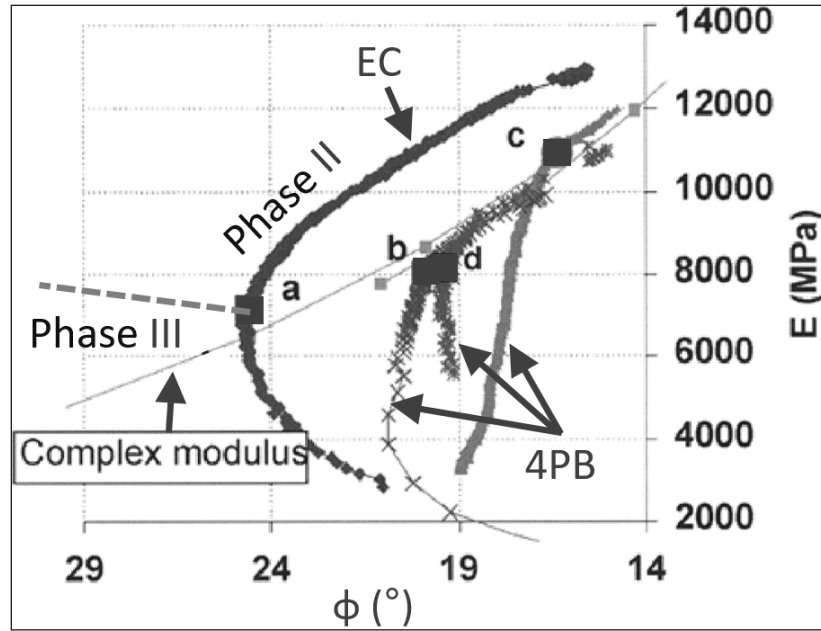 14000
12000
10000
8000
6000
4000
2000
E (MPa)
EC
Phase II
c
b
d
a
Phase III
Complex modulus
4PB
29
24
19
14
ϕ (°)